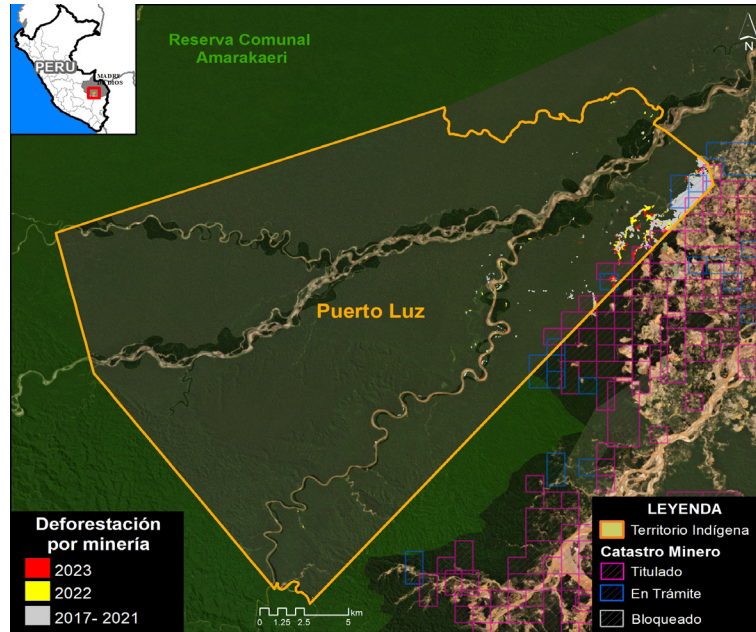 PERÚ
MADRE
DE DIOS
Reserva Comunal
Amarakaeri
N
Puerto Luz
Deforestación
por minería
2023
2022
2017- 2021
0 1.25 2.5 5
km
LEYENDA
Territorio Indígena
Catastro Minero
Titulado
En Trámite
Bloqueado